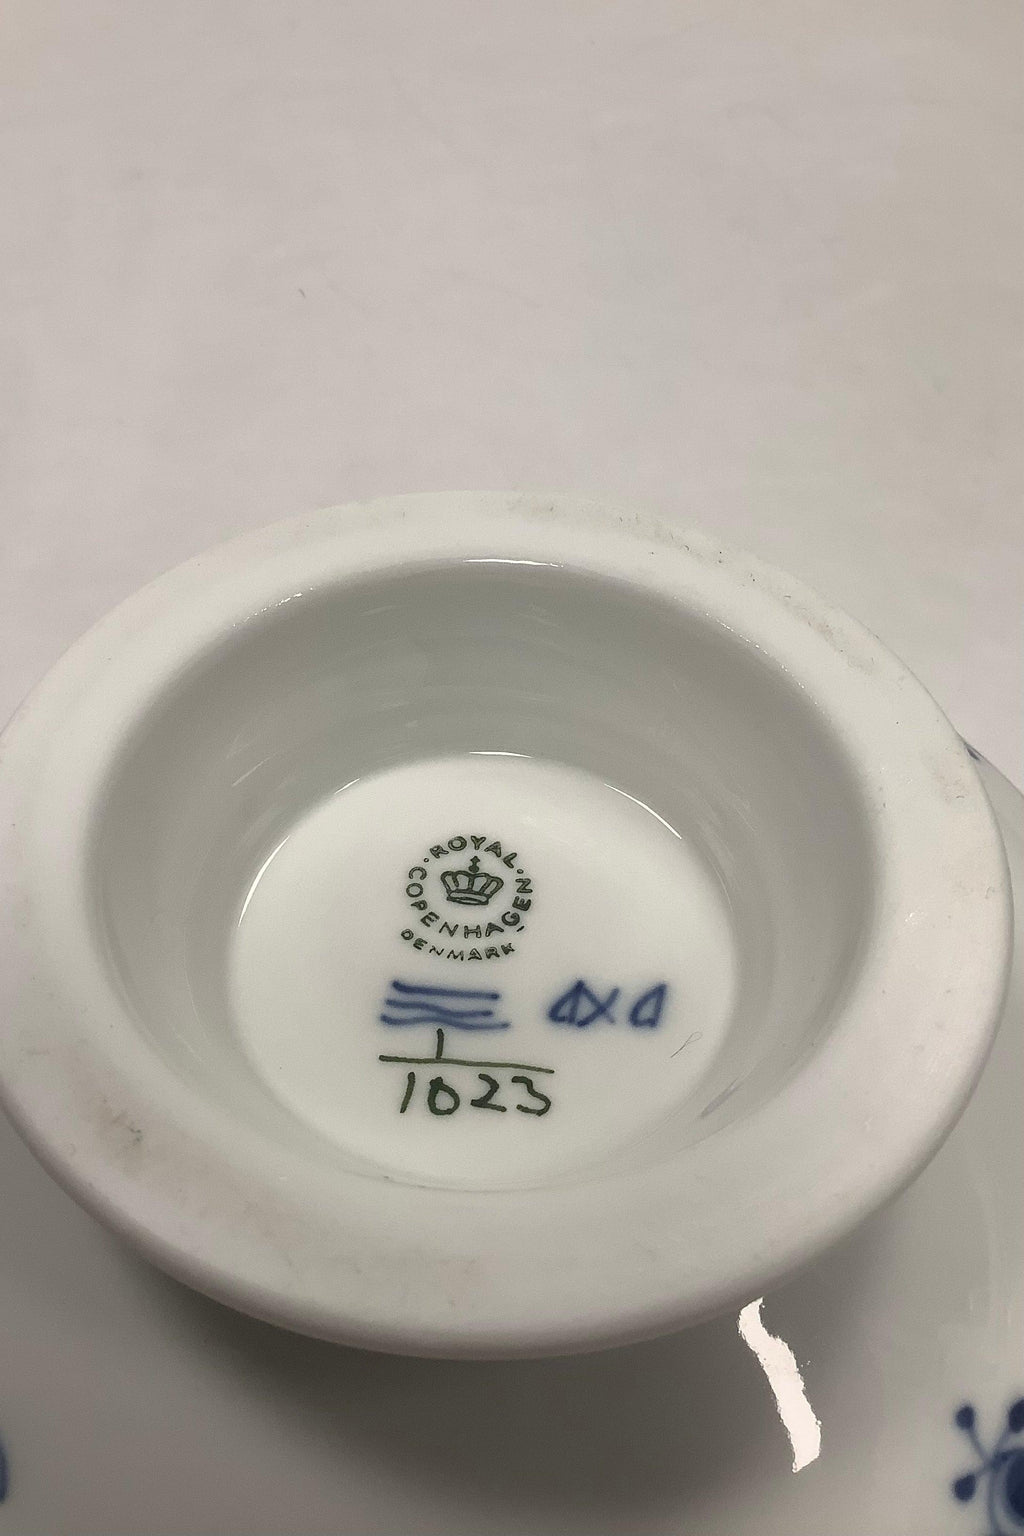 ROYAL
COPENHAGEN
DENMARK
1
1023